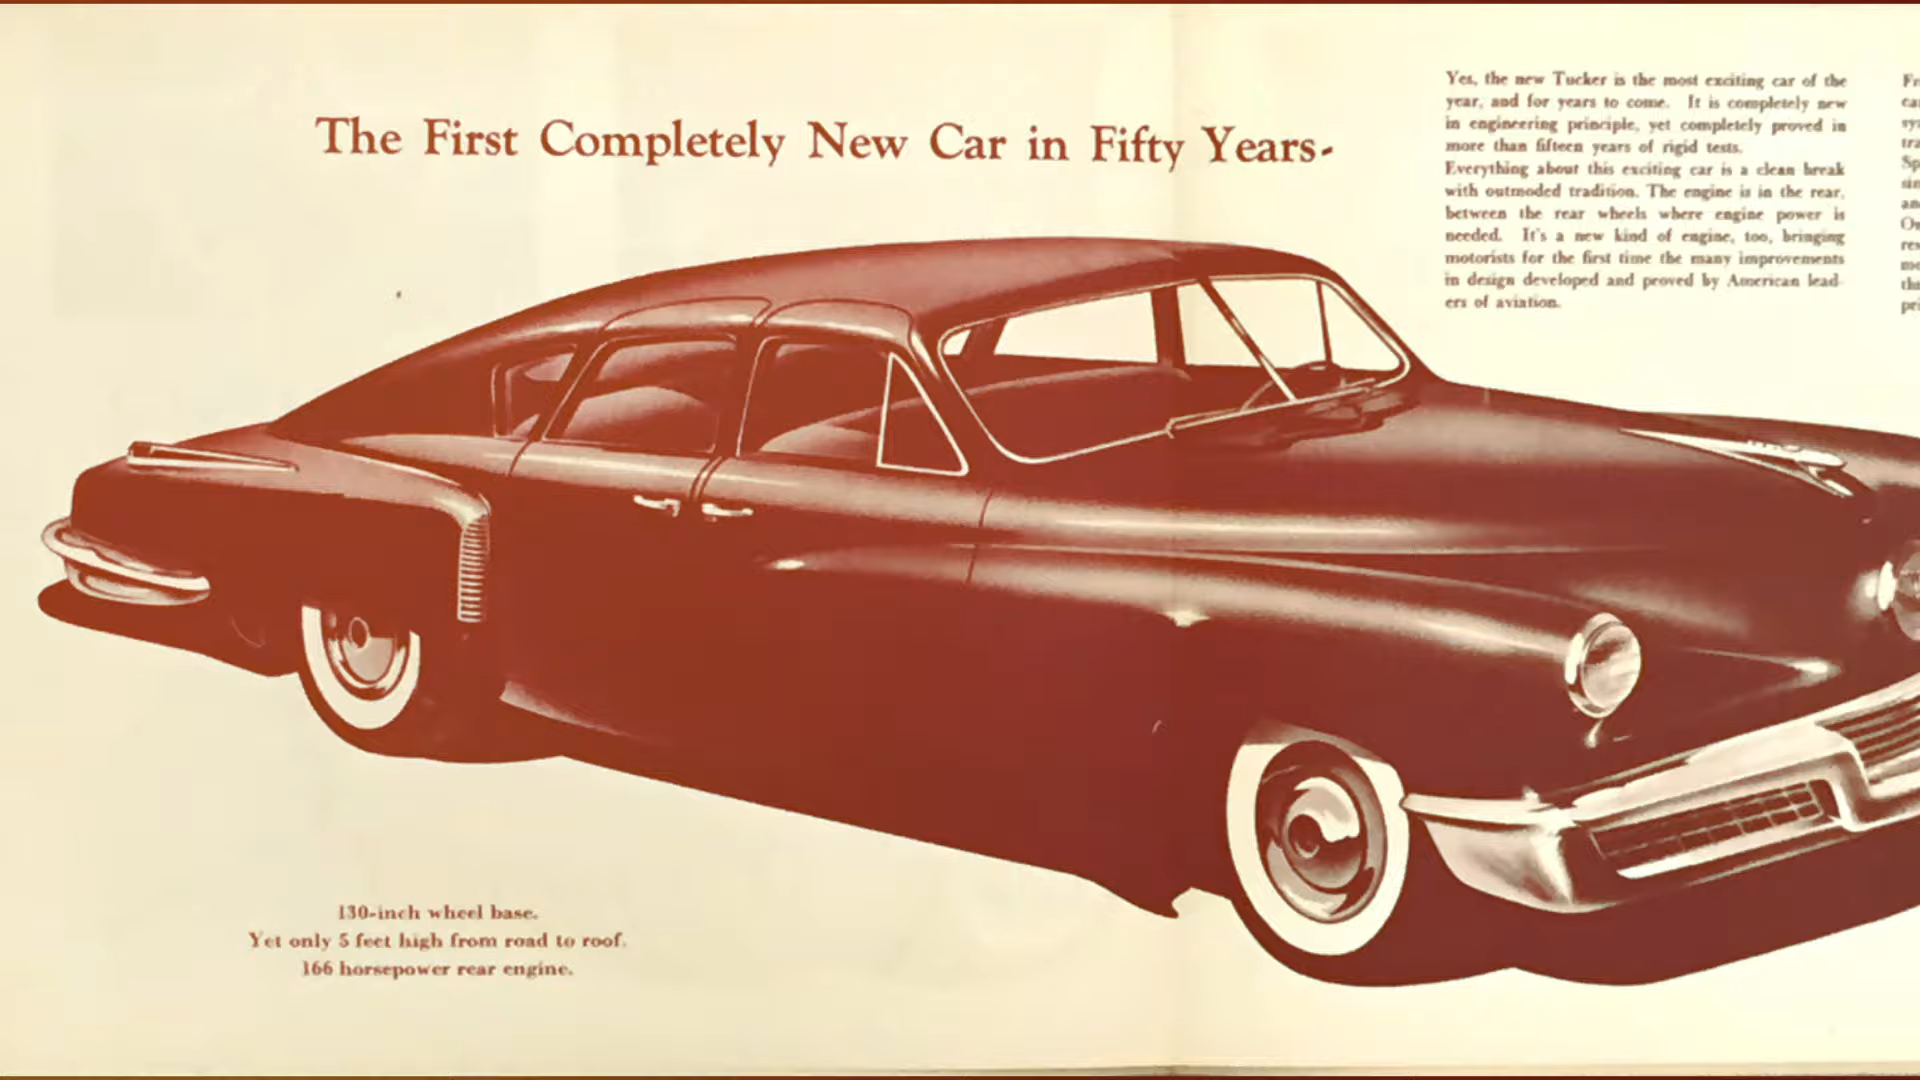 The First Completely New Car in Fifty Years-
Yes, the new Tucker is the most exciting car of the
year, and for years to come. It is completely new
in engineering principle, yet completely proved in
more than fifteen years of rigid tests.
Everything about this exciting car is a clean break
with outmoded tradition. The engine is in the rear,
between the rear wheels where engine power is
needed. It's a new kind of engine, too, bringing
motorists for the first time the many improvements
in design developed and proved by American lead-
ers of aviation.
130-inch wheel base.
Yet only 5 feet high from road to roof.
166 horsepower rear engine.